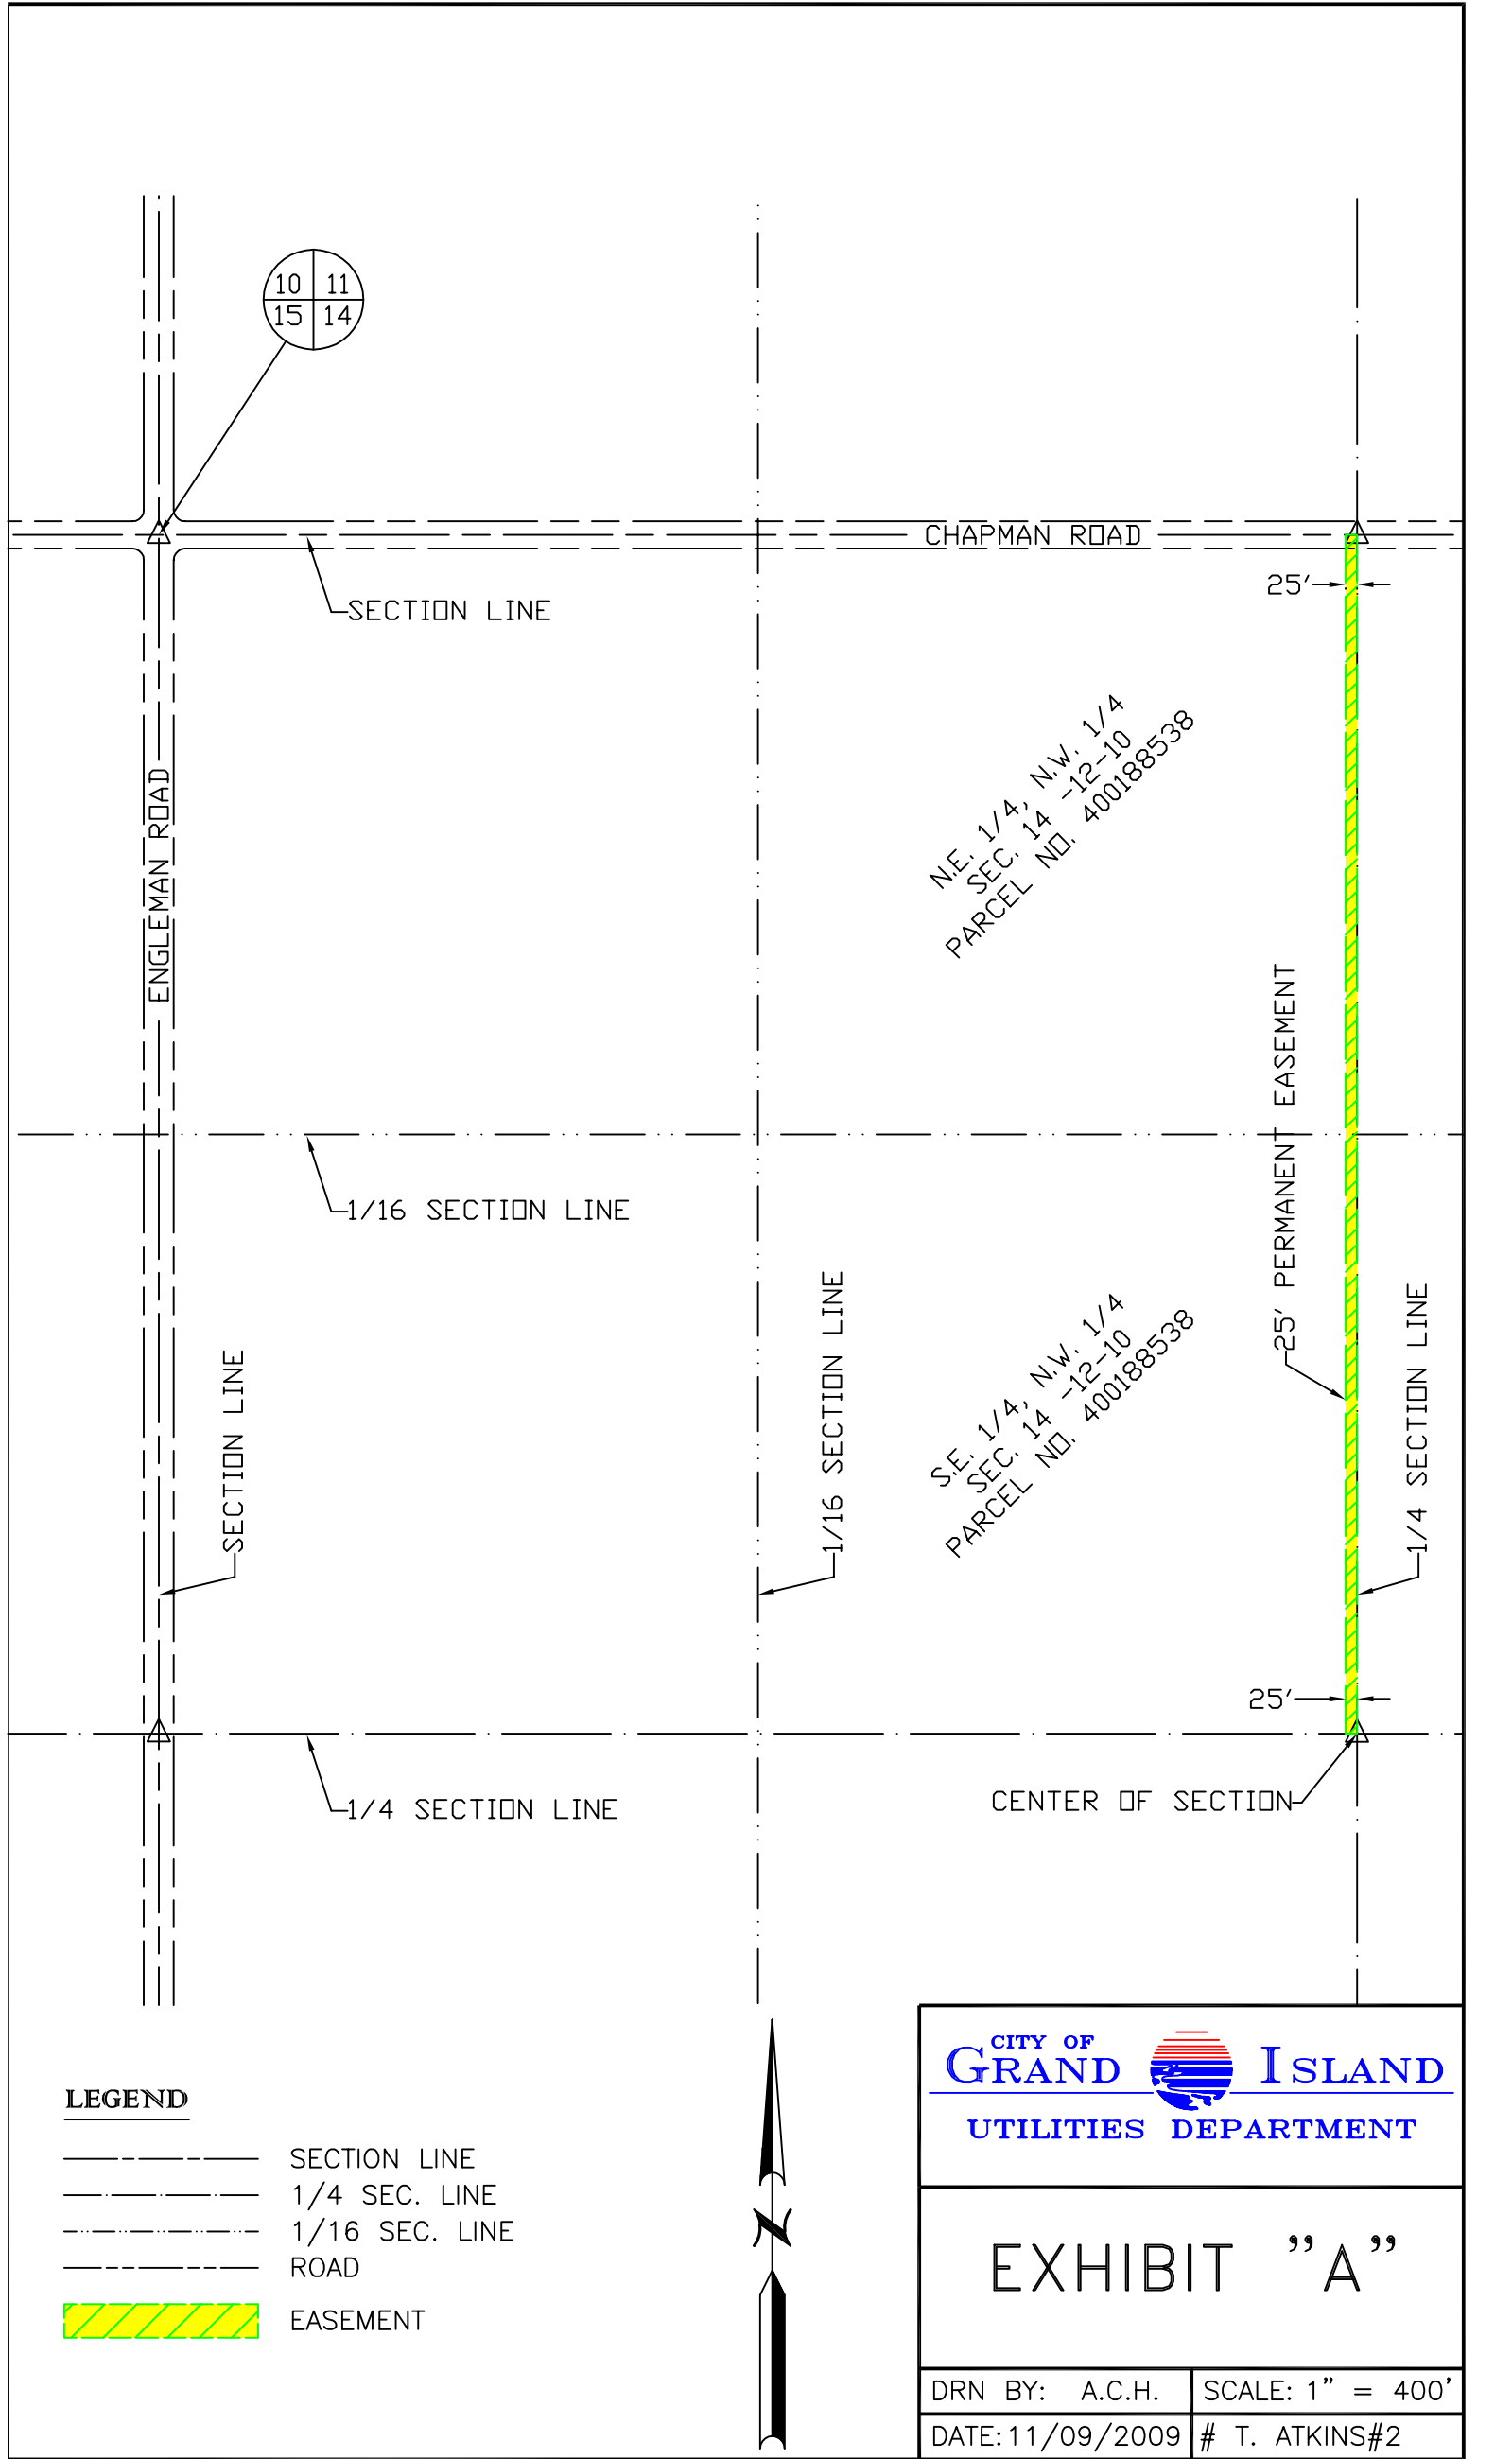 10 11
15 14
CHAPMAN ROAD
25'
SECTION LINE
N.E. 1/4, N.W. 1/4
SEC. 14 -12-10
PARCEL NO. 400188538
ENGLEMAN ROAD
25' PERMANENT EASEMENT
1/16 SECTION LINE
SECTION LINE
1/16 SECTION LINE
S.E. 1/4, N.W. 1/4
SEC. 14 -12-10
PARCEL NO. 400188538
1/4 SECTION LINE
25'
1/4 SECTION LINE
CENTER OF SECTION
LEGEND
SECTION LINE
1/4 SEC. LINE
1/16 SEC. LINE
ROAD
EASEMENT
N
CITY OF
GRAND ISLAND
UTILITIES DEPARTMENT
EXHIBIT "A"
DRN BY: A.C.H.
SCALE: 1" = 400'
DATE:11/09/2009
# T. ATKINS#2